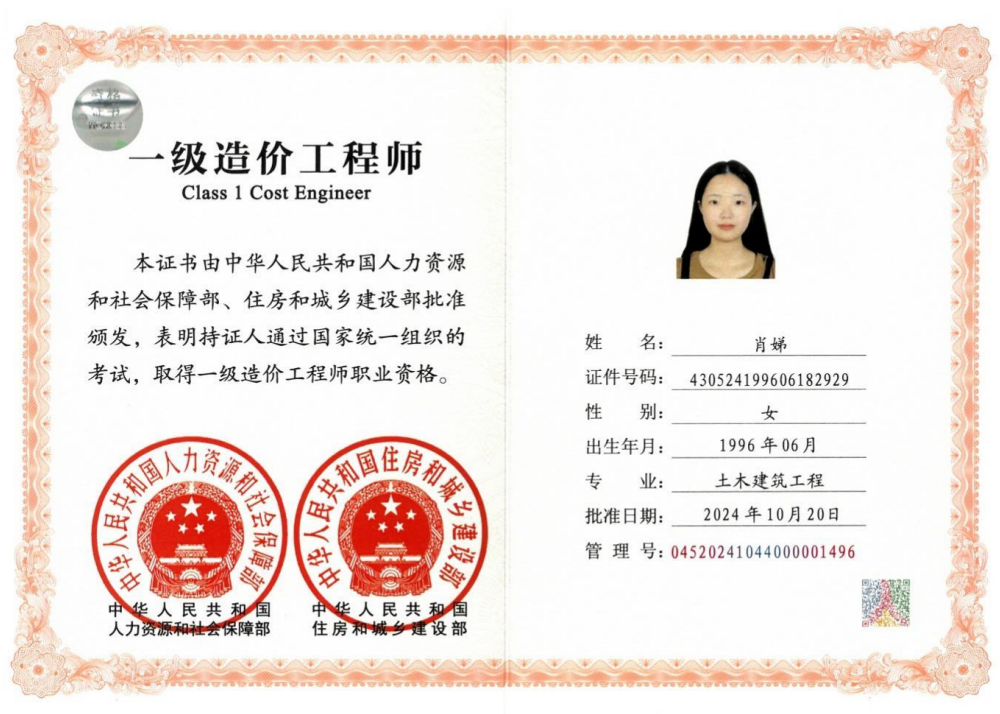 一级造价工程师
Class 1 Cost Engineer
本证书由中华人民共和国人力资源
和社会保障部、住房和城乡建设部批准
颁发，表明持证人通过国家统一组织的
考试，取得一级造价工程师职业资格。
中华人民共和国人力资源和社会保障部
中华人民共和国住房和城乡建设部
中华人民共和国
人力资源和社会保障部
中华人民共和国
住房和城乡建设部
姓 名：肖娣
证件号码：430524199606182929
性 别：女
出生年月：1996年06月
专 业：土木建筑工程
批准日期：2024年10月20日
管 理 号：04520241044000001496